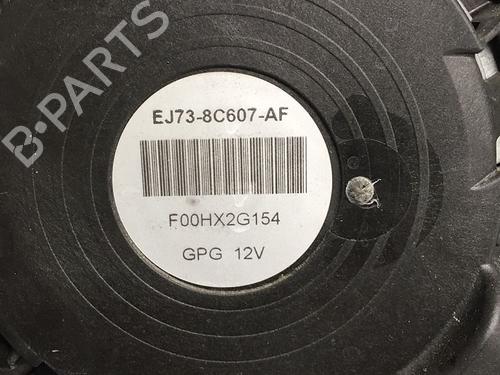 B-PARTS
EJ73-8C607-AF
F00HX2G154
GPG 12V